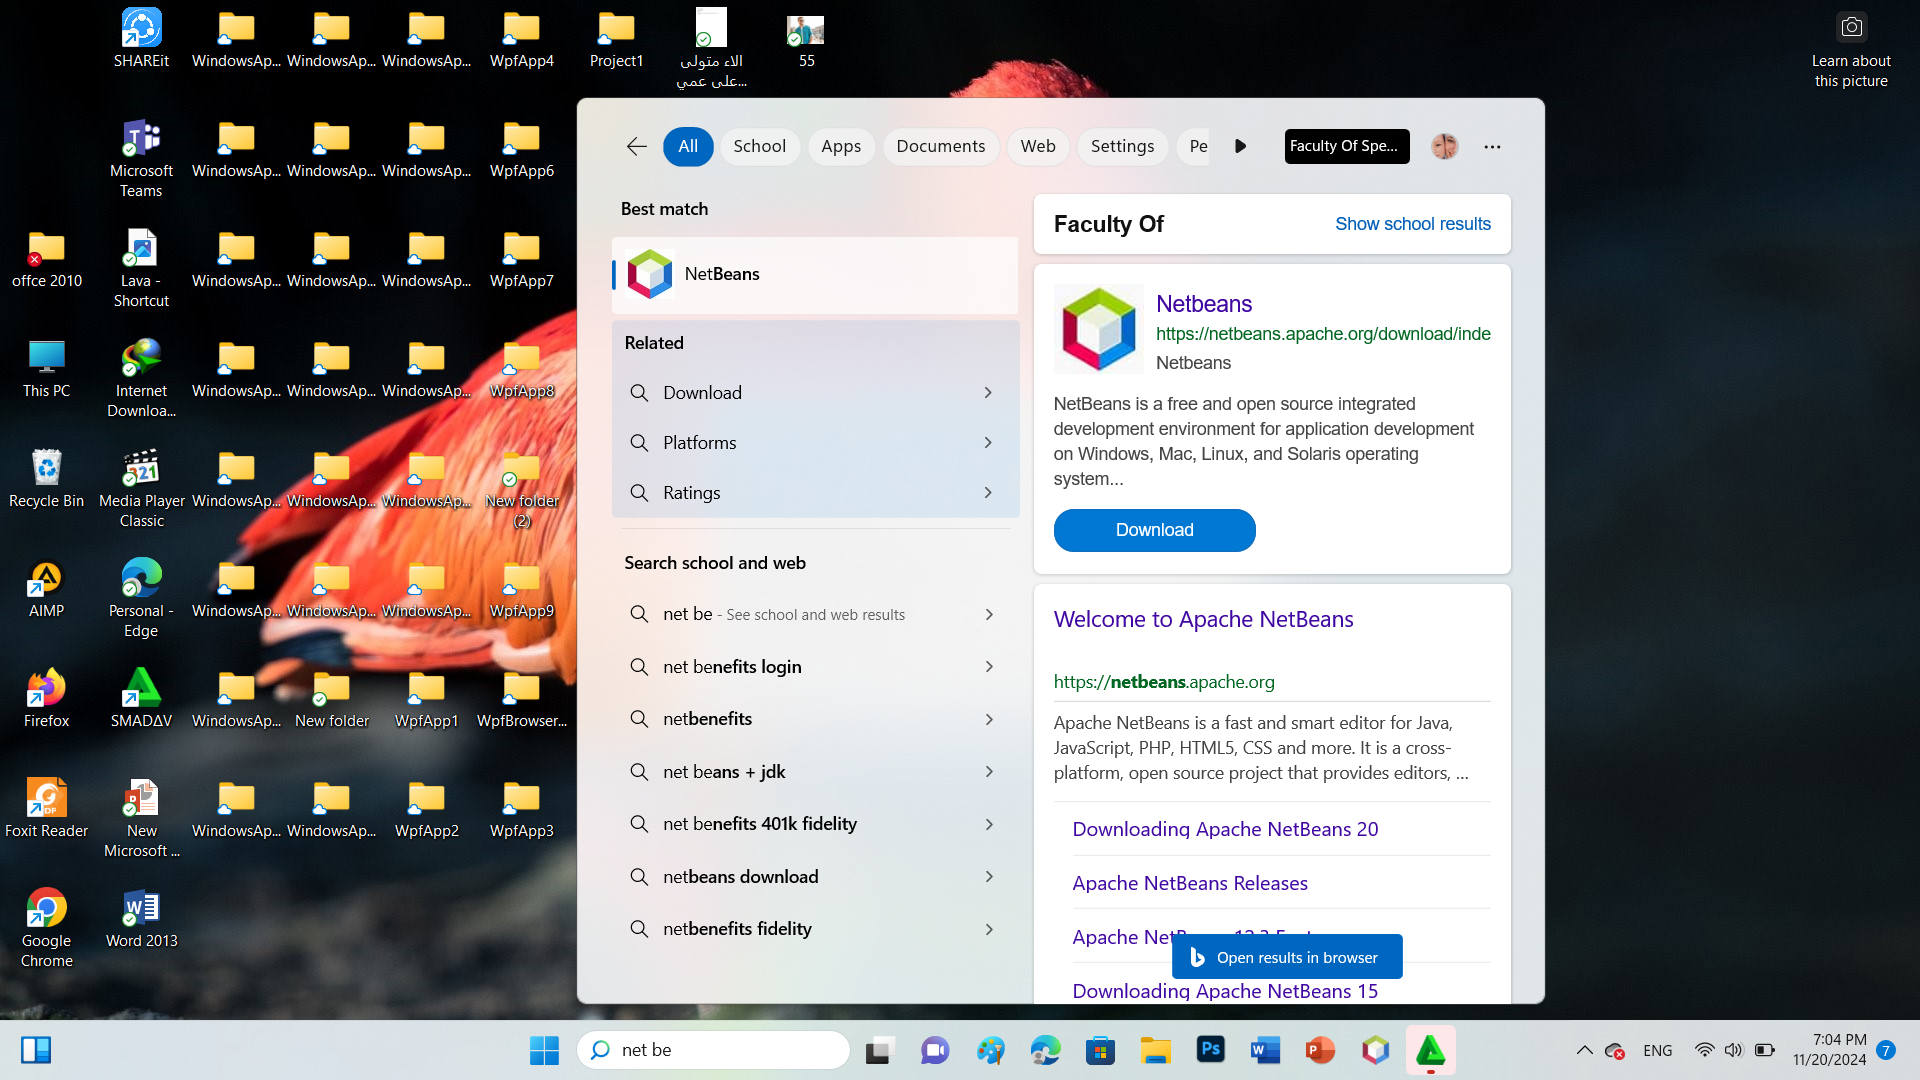 SHAREit
WindowsAp...
WindowsAp...
WindowsAp...
WpfApp4
Project1
الاء متولى
على عمي...
55
Learn about
this picture
Microsoft
Teams
WindowsAp...
WindowsAp...
WindowsAp...
WpfApp6
offce 2010
Lava -
Shortcut
WindowsAp...
WindowsAp...
WindowsAp...
WpfApp7
This PC
Internet
Downloa...
WindowsAp...
WindowsAp...
WindowsAp...
WpfApp8
Recycle Bin
321
Media Player
Classic
WindowsAp...
WindowsAp...
WindowsAp...
New folder
(2)
AIMP
Personal -
Edge
WindowsAp...
WindowsAp...
WindowsAp...
WpfApp9
Firefox
SMADΔV
WindowsAp...
New folder
WpfApp1
WpfBrowser...
Foxit Reader
New
Microsoft ...
WindowsAp...
WindowsAp...
WpfApp2
WpfApp3
Google
Chrome
Word 2013
All
School
Apps
Documents
Web
Settings
Pe
Faculty Of Spe...
Best match
NetBeans
Related
Download
Platforms
Ratings
Search school and web
net be - See school and web results
net benefits login
netbenefits
net beans + jdk
net benefits 401k fidelity
netbeans download
netbenefits fidelity
Faculty Of
Show school results
Netbeans
https://netbeans.apache.org/download/inde
Netbeans
NetBeans is a free and open source integrated
development environment for application development
on Windows, Mac, Linux, and Solaris operating
system...
Download
Welcome to Apache NetBeans
https://netbeans.apache.org
Apache NetBeans is a fast and smart editor for Java,
JavaScript, PHP, HTML5, CSS and more. It is a cross-
platform, open source project that provides editors, ...
Downloading Apache NetBeans 20
Apache NetBeans Releases
Apache
Open results in browser
Downloading Apache NetBeans 15
net be
Ps
W
P
ENG
7:04 PM
11/20/2024
7